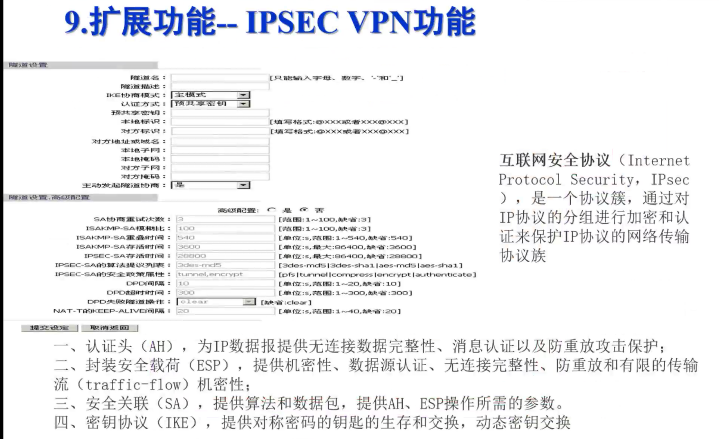 9.扩展功能-- IPSEC VPN功能
隧道设置
隧道名： [只能输入字母、数字、'-'和'_']
隧道描述：
IKE协商模式： 主模式
认证方式： 预共享密钥
预共享密钥：
本地标识： [填写格式:@XXX或者XXX@XXX]
对方标识： [填写格式:@XXX或者XXX@XXX]
对方地址或域名：
本地子网：
本地掩码：
对方子网：
对方掩码：
主动发起隧道协商： 是
互联网安全协议（Internet
Protocol Security，IPsec
），是一个协议簇，通过对
IP协议的分组进行加密和认
证来保护IP协议的网络传输
协议族
隧道设置.高级配置
高级配置: 是 否
SA协商重试次数： 3 [范围:1~100,缺省:3]
ISAKMP-SA模糊比： 100 [范围:1~100,缺省:3]
ISAKMP-SA重叠时间： 540 [单位:s,范围:1~540,缺省:540]
ISAKMP-SA存活时间： 3600 [单位:s,最大:86400,缺省:3600]
IPSEC-SA存活时间： 28800 [单位:s,最大:86400,缺省:28800]
IPSEC-SA的算法提议列表： 3des-md5 [3des-md5|3des-sha1|aes-md5|aes-sha1]
IPSEC-SA的安全政策属性： tunnel,encrypt [pfs|tunnel|compress|encrypt|authenticate]
DPD间隔： 10 [单位:s,范围:1~20,缺省:10]
DPD超时时间： 300 [单位:s,范围:1~300,缺省:300]
DPD失败隧道操作： clear [缺省:clear]
NAT-T的KEEP-ALIVE间隔： 20 [单位:s,范围:1~40,缺省:20]
提交设定 取消返回
一、认证头（AH），为IP数据报提供无连接数据完整性、消息认证以及防重放攻击保护；
二、封装安全载荷（ESP），提供机密性、数据源认证、无连接完整性、防重放和有限的传输
流（traffic-flow）机密性；
三、安全关联（SA），提供算法和数据包，提供AH、ESP操作所需的参数。
四、密钥协议（IKE），提供对称密码的钥匙的生存和交换，动态密钥交换